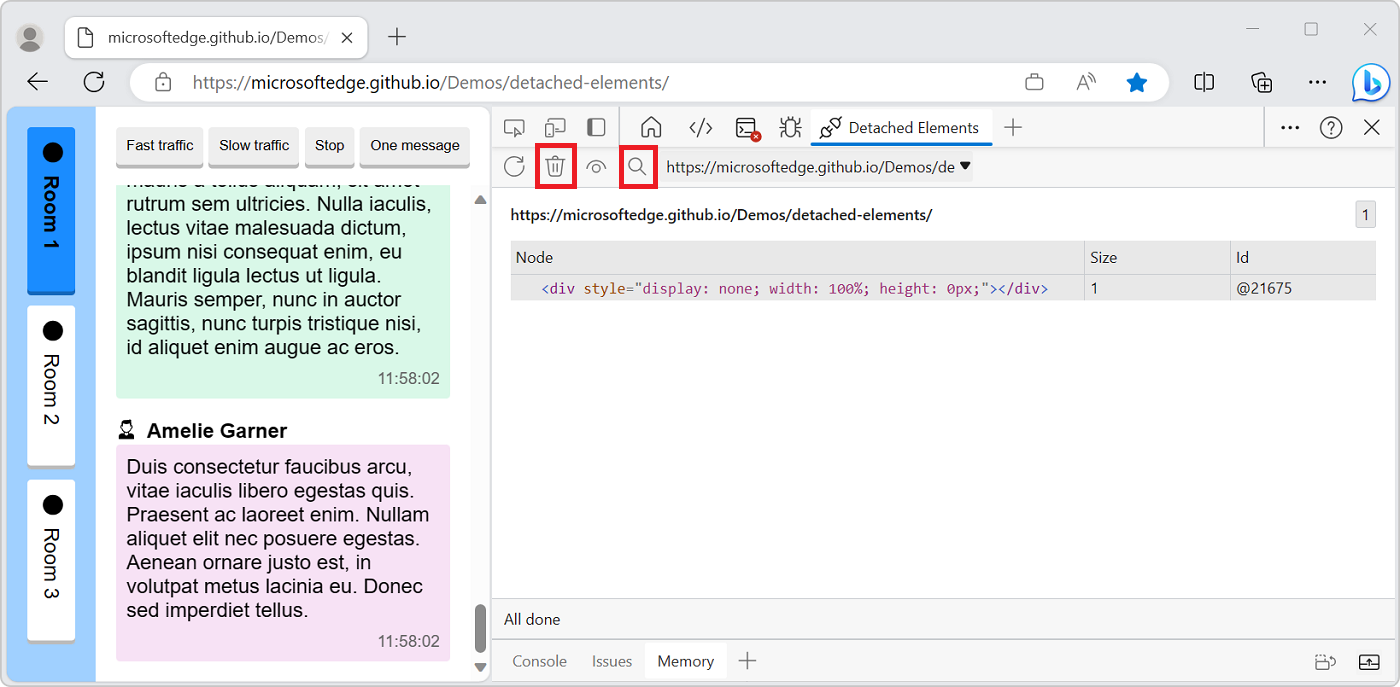 microsoftedge.github.io/Demos/
https://microsoftedge.github.io/Demos/detached-elements/
Room 1
Room 2
Room 3
Fast traffic
Slow traffic
Stop
One message
mauris a tellus aliquam, sit amet
rutrum sem ultricies. Nulla iaculis,
lectus vitae malesuada dictum,
ipsum nisi consequat enim, eu
blandit ligula lectus ut ligula.
Mauris semper, nunc in auctor
sagittis, nunc turpis tristique nisi,
id aliquet enim augue ac eros.
11:58:02
Amelie Garner
Duis consectetur faucibus arcu,
vitae iaculis libero egestas quis.
Praesent ac laoreet enim. Nullam
aliquet elit nec posuere egestas.
Aenean ornare justo est, in
volutpat metus lacinia eu. Donec
sed imperdiet tellus.
11:58:02
Detached Elements
https://microsoftedge.github.io/Demos/de
https://microsoftedge.github.io/Demos/detached-elements/
1
Node Size Id
<div style="display: none; width: 100%; height: 0px;"></div> 1 @21675
All done
Console Issues Memory